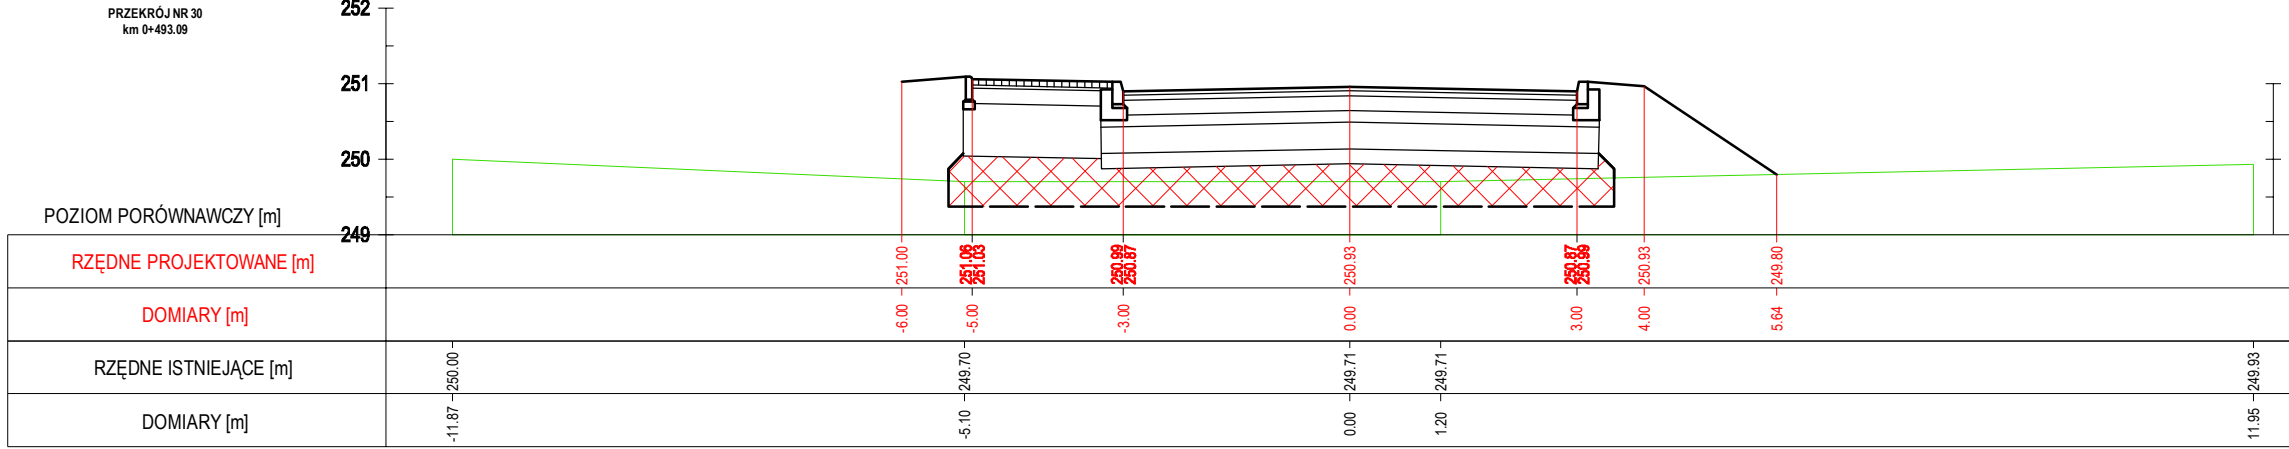 PRZEKRÓJ NR 30
km 0+493.09
252
251
250
POZIOM PORÓWNAWCZY [m]
249
RZĘDNE PROJEKTOWANE [m]
251.00 251.06 251.03 250.99 250.87 250.93 250.87 250.99 250.93 249.80
DOMIARY [m]
-6.00 -5.00 -3.00 0.00 3.00 4.00 5.64
RZĘDNE ISTNIEJĄCE [m]
250.00 249.70 249.71 249.71 249.93
DOMIARY [m]
-11.87 -5.10 0.00 1.20 11.95